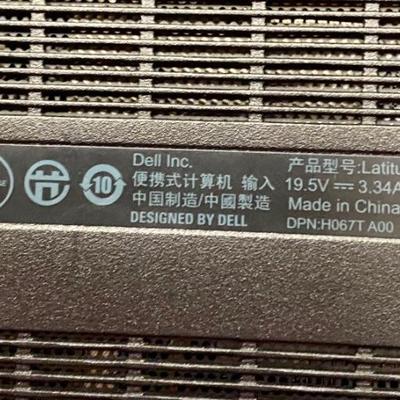 Dell Inc.
便携式计算机 输入
中国制造/中國製造
DESIGNED BY DELL
产品型号:Latitu
19.5V⎓3.34A
Made in China
DPN:H067T A00
10